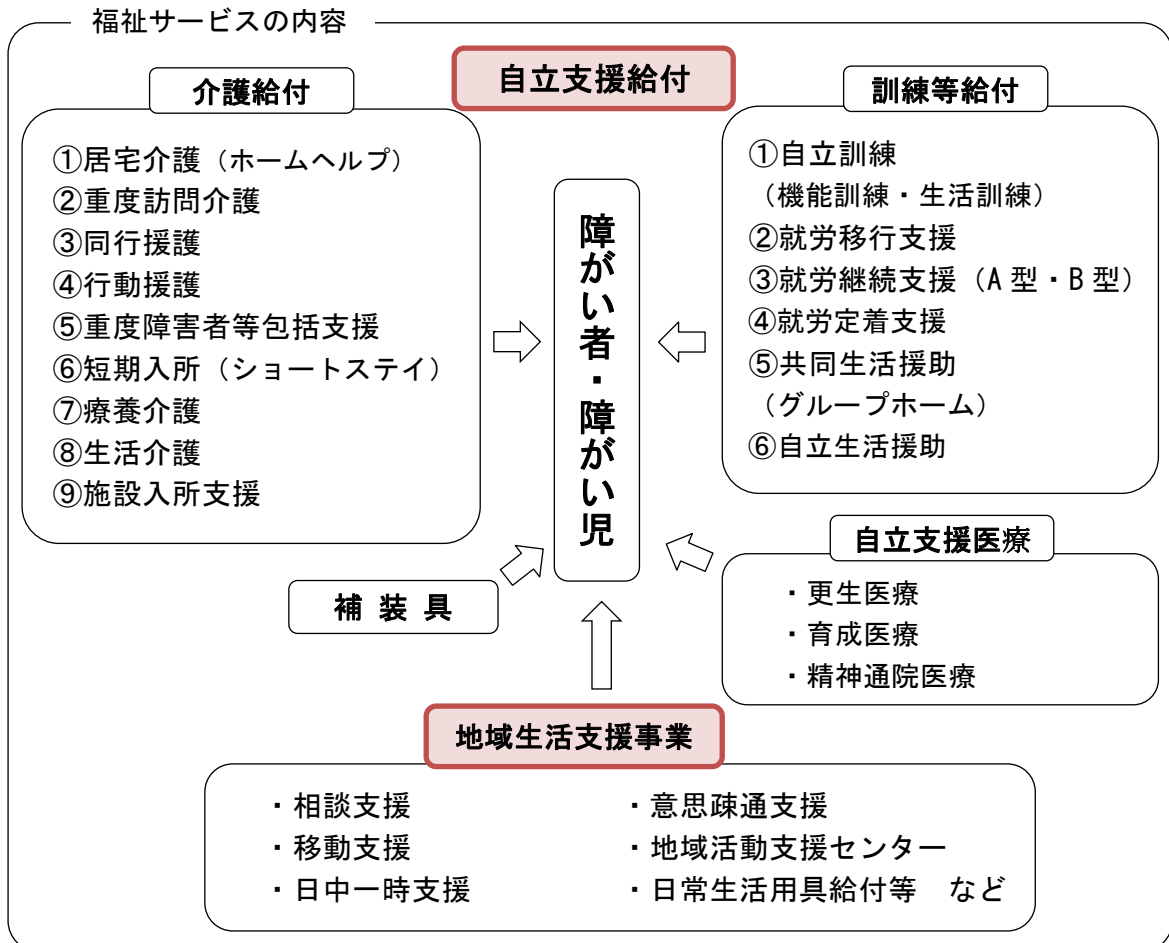 福祉サービスの内容
自立支援給付
介護給付
①居宅介護（ホームヘルプ）
②重度訪問介護
③同行援護
④行動援護
⑤重度障害者等包括支援
⑥短期入所（ショートステイ）
⑦療養介護
⑧生活介護
⑨施設入所支援
障がい者・障がい児
訓練等給付
①自立訓練
（機能訓練・生活訓練）
②就労移行支援
③就労継続支援（A型・B型）
④就労定着支援
⑤共同生活援助
（グループホーム）
⑥自立生活援助
補装具
自立支援医療
・更生医療
・育成医療
・精神通院医療
地域生活支援事業
・相談支援
・移動支援
・日中一時支援
・意思疎通支援
・地域活動支援センター
・日常生活用具給付等　など